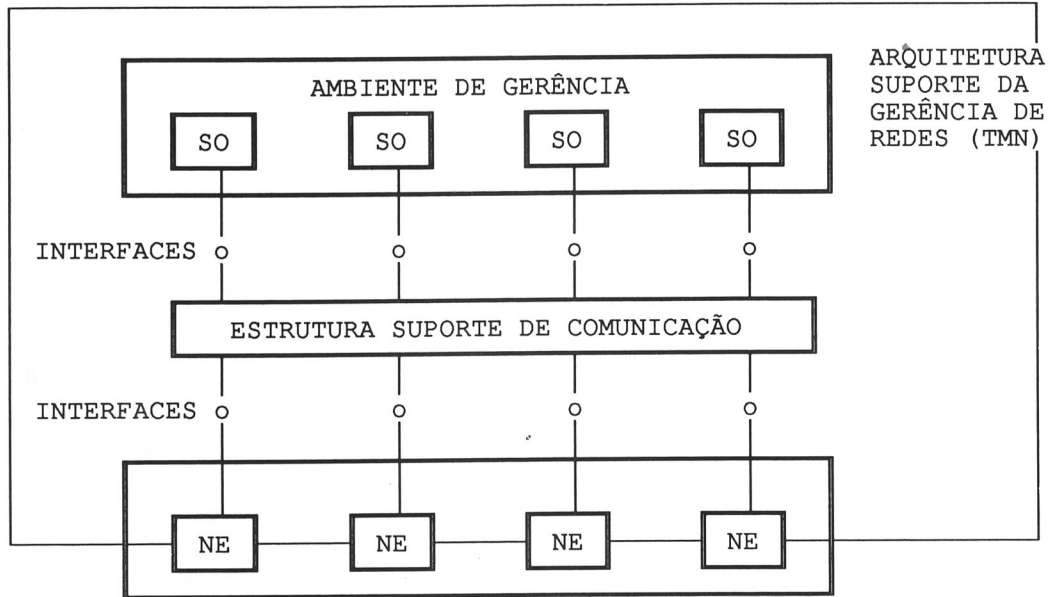 ARQUITETURA
SUPORTE DA
GERÊNCIA DE
REDES (TMN)
AMBIENTE DE GERÊNCIA
SO SO SO SO
INTERFACES
ESTRUTURA SUPORTE DE COMUNICAÇÃO
INTERFACES
NE NE NE NE